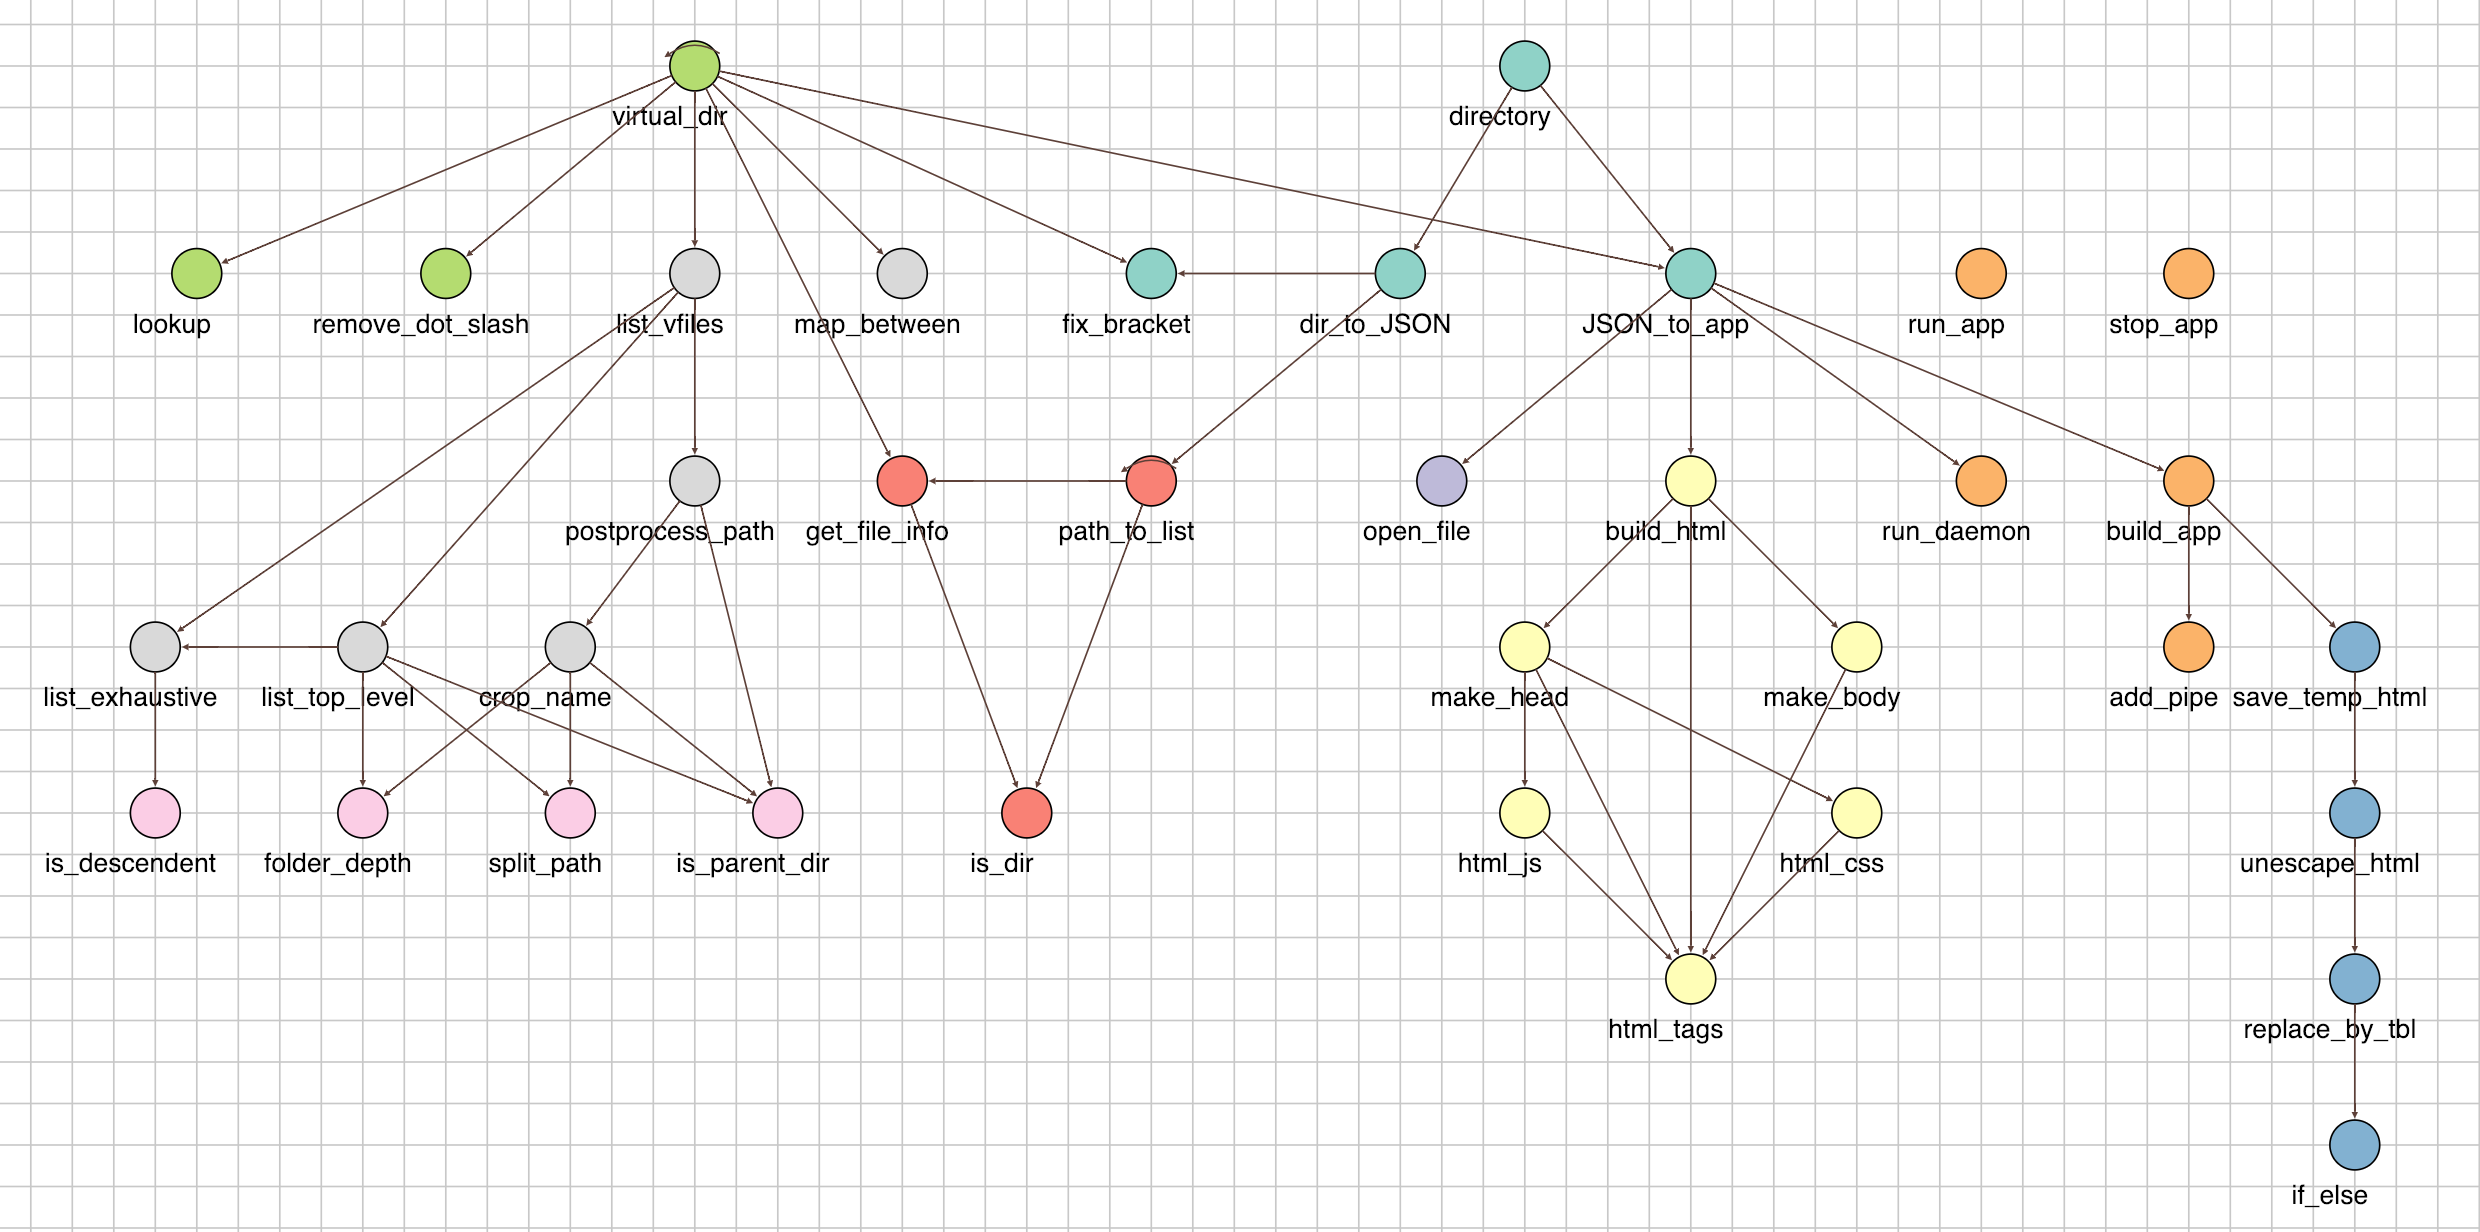 virtual_dir
directory
lookup
remove_dot_slash
list_vfiles
map_between
fix_bracket
dir_to_JSON
JSON_to_app
run_app
stop_app
postprocess_path
get_file_info
path_to_list
open_file
build_html
run_daemon
build_app
list_exhaustive
list_top_level
crop_name
make_head
make_body
add_pipe
save_temp_html
is_descendent
folder_depth
split_path
is_parent_dir
is_dir
html_js
html_css
unescape_html
html_tags
replace_by_tbl
if_else